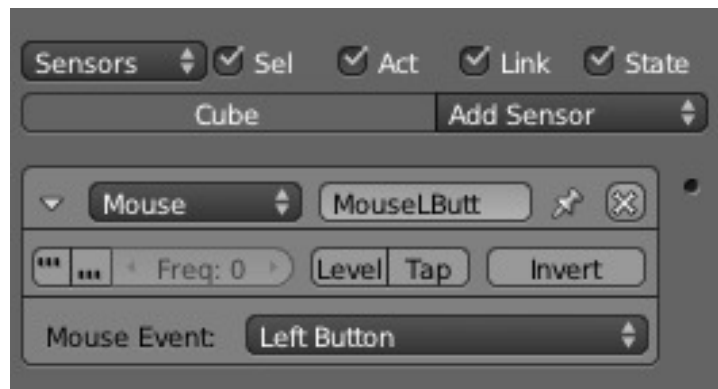 Sensors Sel Act Link State
Cube Add Sensor
Mouse MouseLButt
Freq: 0 Level Tap Invert
Mouse Event: Left Button